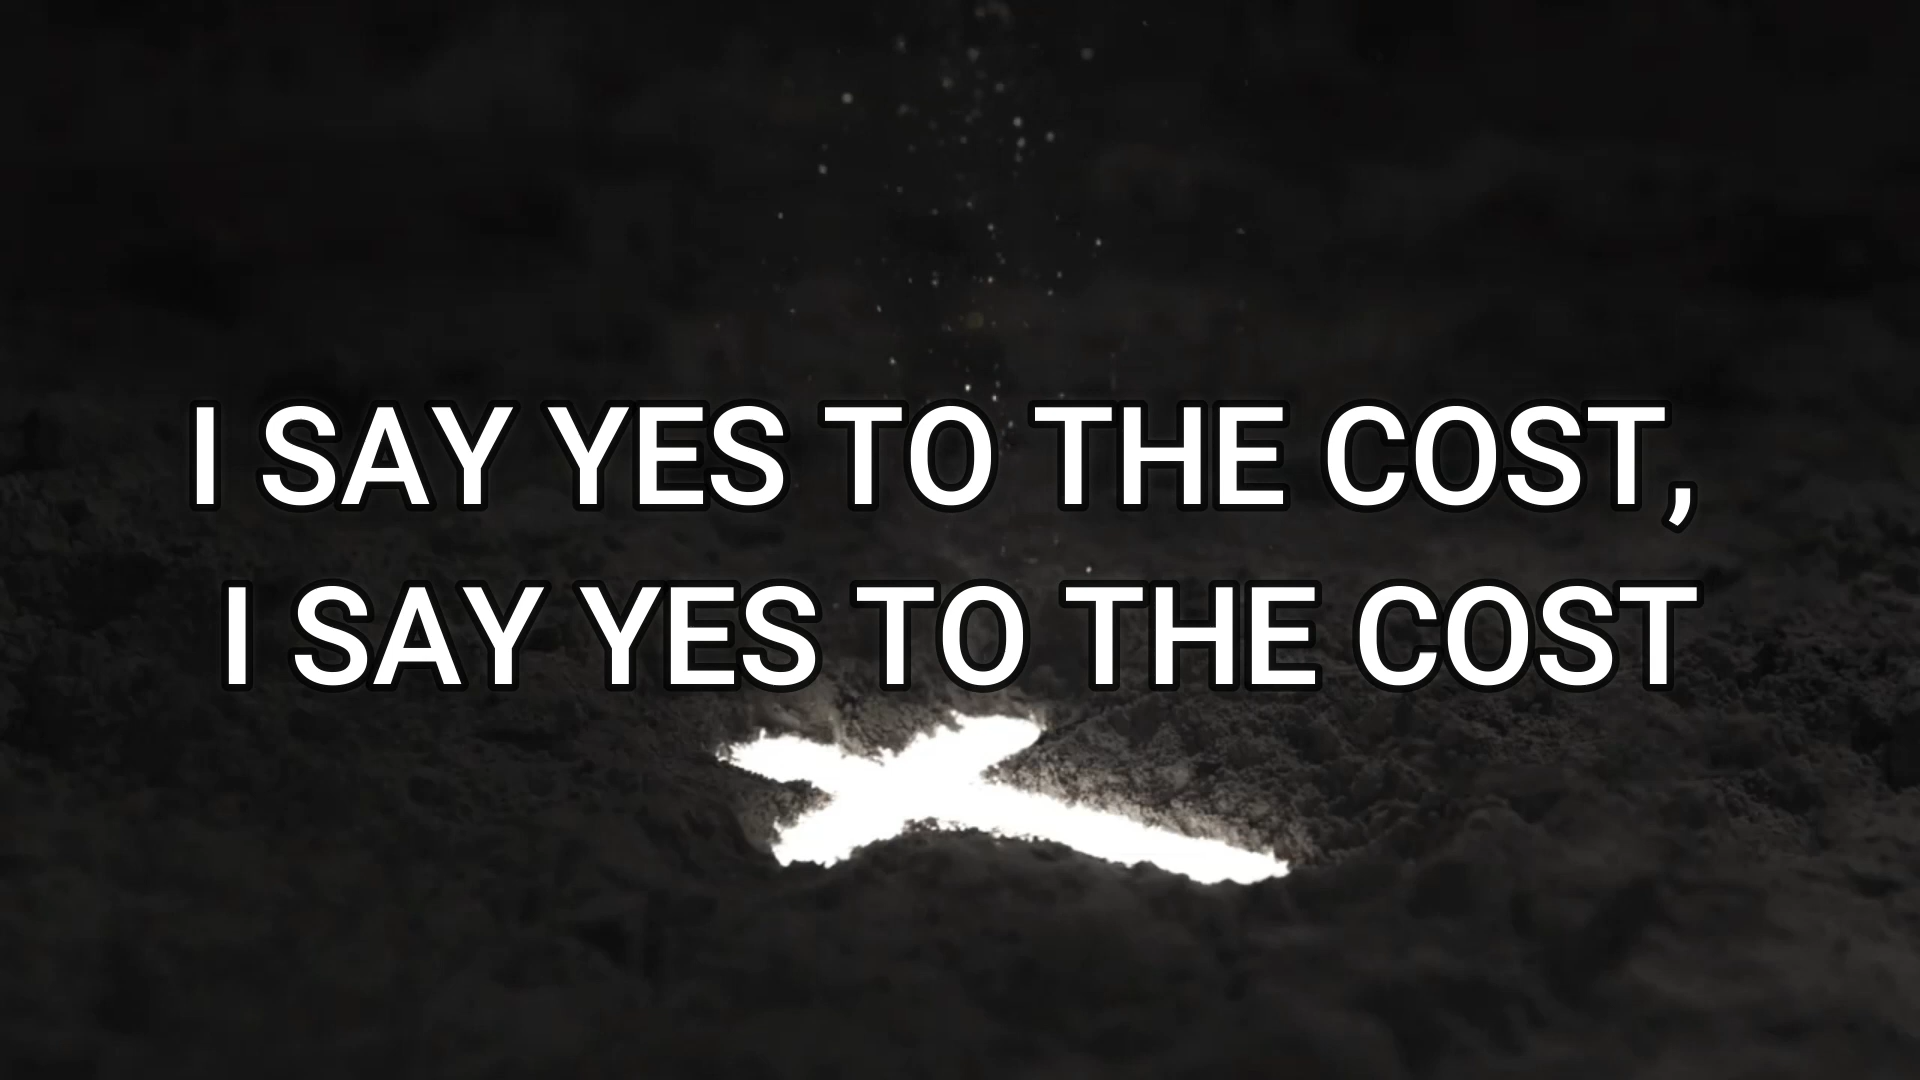 I SAY YES TO THE COST,
I SAY YES TO THE COST